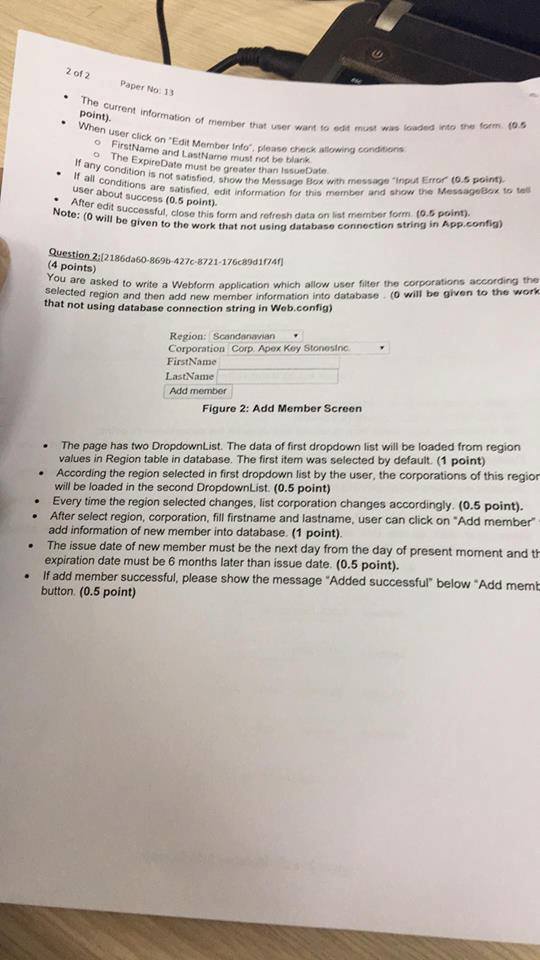 2 of 2
Paper No: 13
• The current information of member that user want to edit must was loaded into the form. (0.5
point).
• When user click on "Edit Member Info", please check allowing conditions:
o FirstName and LastName must not be blank.
o The ExpireDate must be greater than IssueDate.
If any condition is not satisfied, show the Message Box with message "Input Error" (0.5 point).
• If all conditions are satisfied, edit information for this member and show the MessageBox to tell
user about success (0.5 point).
• After edit successful, close this form and refresh data on list member form. (0.5 point).
Note: (0 will be given to the work that not using database connection string in App.config)
Question 2:[2186da60-869b-427c-8721-176c89d1f74f]
(4 points)
You are asked to write a Webform application which allow user filter the corporations according the
selected region and then add new member information into database . (0 will be given to the work
that not using database connection string in Web.config)
Region: Scandanavian
Corporation Corp. Apex Key StonesInc.
FirstName
LastName
Add member
Figure 2: Add Member Screen
• The page has two DropdownList. The data of first dropdown list will be loaded from region
values in Region table in database. The first item was selected by default. (1 point)
• According the region selected in first dropdown list by the user, the corporations of this region
will be loaded in the second DropdownList. (0.5 point)
• Every time the region selected changes, list corporation changes accordingly. (0.5 point).
• After select region, corporation, fill firstname and lastname, user can click on "Add member"
add information of new member into database. (1 point).
• The issue date of new member must be the next day from the day of present moment and th
expiration date must be 6 months later than issue date. (0.5 point).
• If add member successful, please show the message "Added successful" below "Add memb
button. (0.5 point)